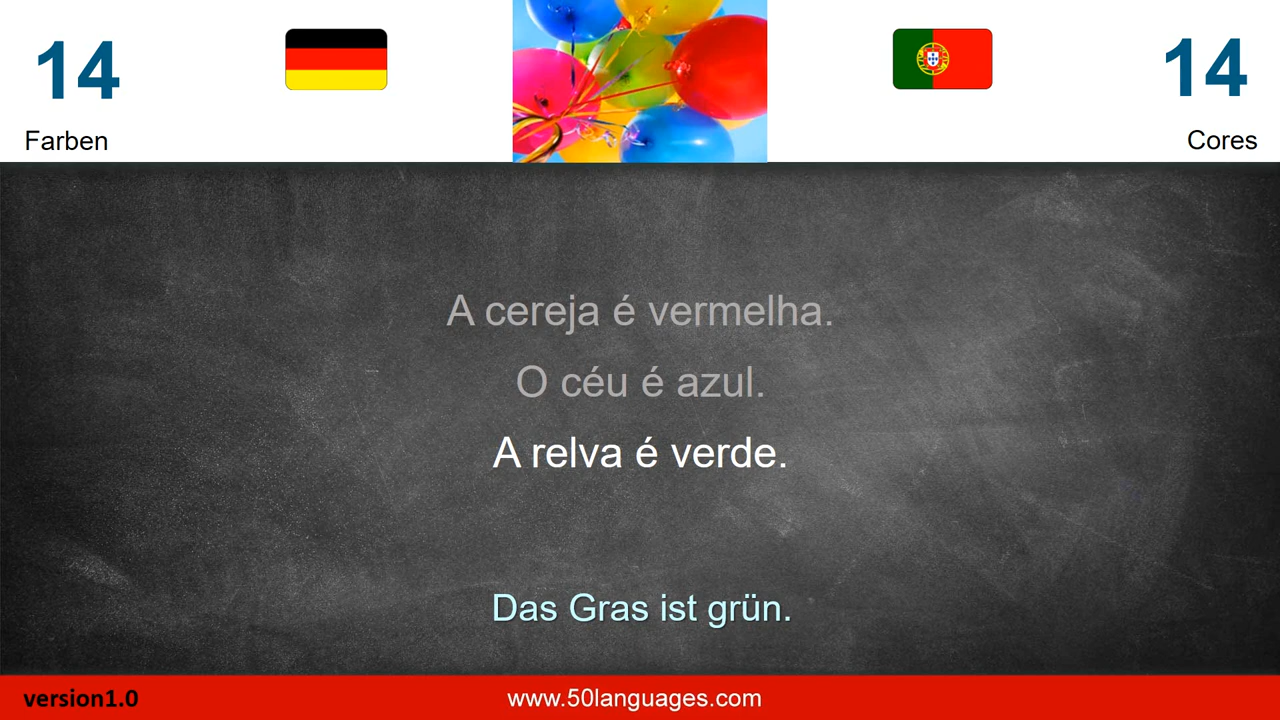 14
14
Farben
Cores
A cereja é vermelha.
O céu é azul.
A relva é verde.
Das Gras ist grün.
version1.0
www.50languages.com